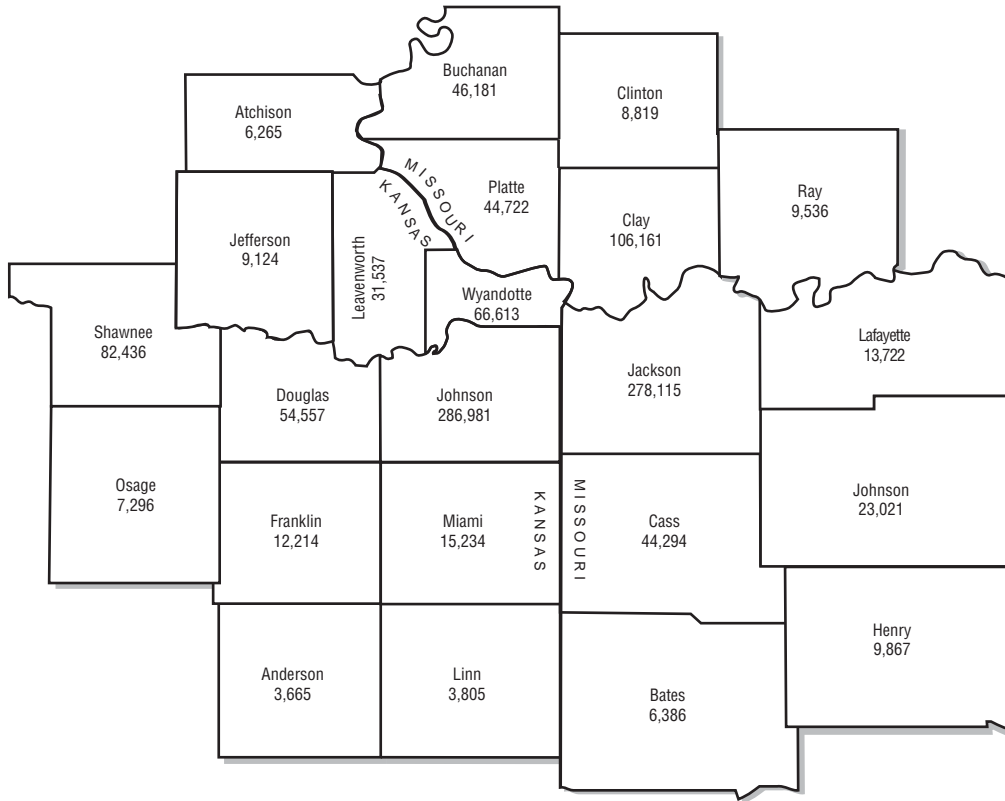 Buchanan
46,181
Clinton
8,819
Atchison
6,265
MISSOURI
KANSAS
Platte
44,722
Ray
9,536
Clay
106,161
Jefferson
9,124
Leavenworth
31,537
Wyandotte
66,613
Shawnee
82,436
Lafayette
13,722
Jackson
278,115
Douglas
54,557
Johnson
286,981
Osage
7,296
Franklin
12,214
Miami
15,234
KANSAS
MISSOURI
Cass
44,294
Johnson
23,021
Henry
9,867
Anderson
3,665
Linn
3,805
Bates
6,386